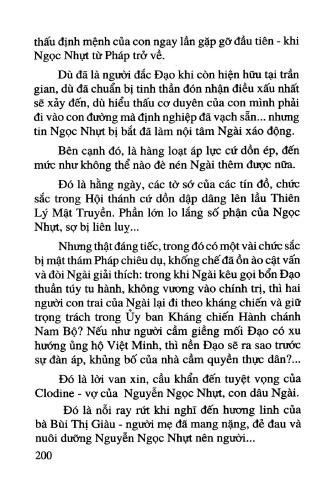 thấu định mệnh của con ngay lần gặp gỡ đầu tiên - khi
Ngọc Nhựt từ Pháp trở về.
Dù đã là người đắc Đạo khi còn hiện hữu tại trần
gian, dù đã chuẩn bị tinh thần đón nhận điều xấu nhất
sẽ xảy đến, dù hiểu thấu cơ duyên của con mình phải
đi vào con đường mà định nghiệp đã vạch sẵn... nhưng
tin Ngọc Nhựt bị bắt đã làm nội tâm Ngài xáo động.
Bên cạnh đó, là hàng loạt áp lực cứ dồn ép, đến
mức như không thể nào đè nén Ngài thêm được nữa.
Đó là hằng ngày, các tờ sớ của các tín đồ, chức
sắc trong Hội thánh cứ dồn dập dâng lên lầu Thiên
Lý Mật Truyền. Phần lớn lo lắng số phận của Ngọc
Nhựt, sợ bị liên luỵ...
Nhưng thật đáng tiếc, trong đó có một vài chức sắc
bị mật thám Pháp chiêu dụ, khống chế đã ồn ào cật vấn
và đòi Ngài giải thích: trong khi Ngài kêu gọi bổn Đạo
thuần túy tu hành, không vương vào chính trị, thì hai
người con trai của Ngài lại đi theo kháng chiến và giữ
trọng trách trong Ủy ban Kháng chiến Hành chánh
Nam Bộ? Nếu như người cầm giềng mối Đạo có xu
hướng ủng hộ Việt Minh, thì nền Đạo sẽ ra sao trước
sự đàn áp, khủng bố của nhà cầm quyền thực dân?...
Đó là lời van xin, cầu khẩn đến tuyệt vọng của
Clodine - vợ của Nguyễn Ngọc Nhựt, con dâu Ngài.
Đó là nỗi ray rứt khi nghĩ đến hương linh của
bà Bùi Thị Giàu - người mẹ đã mang nặng, đẻ đau và
nuôi dưỡng Nguyễn Ngọc Nhựt nên người...
200